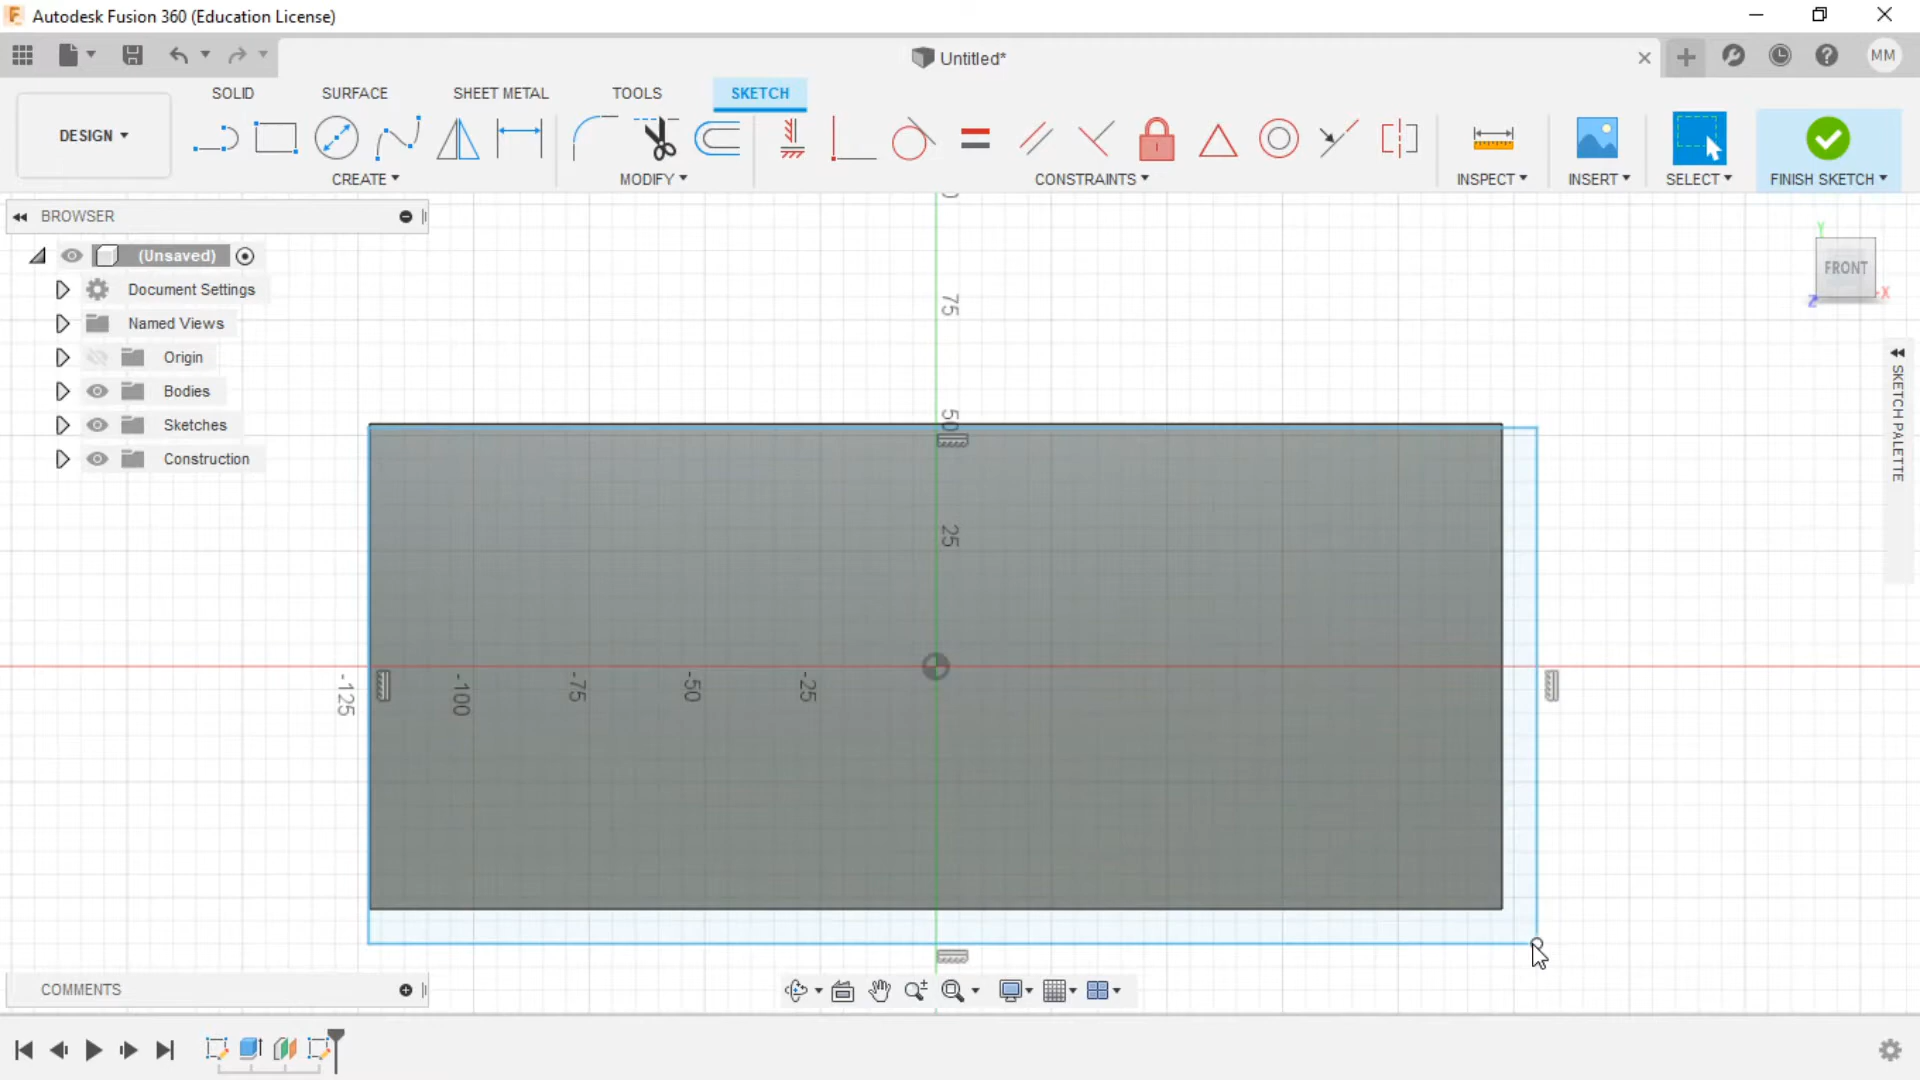 Autodesk Fusion 360 (Education License)
Untitled*
MM
SOLID
SURFACE
SHEET METAL
TOOLS
SKETCH
DESIGN
CREATE
MODIFY
CONSTRAINTS
INSPECT
INSERT
SELECT
FINISH SKETCH
BROWSER
(Unsaved)
Document Settings
Named Views
Origin
Bodies
Sketches
Construction
Y
FRONT
X
Z
SKETCH PALETTE
75
50
25
-125
-100
-75
-50
-25
COMMENTS